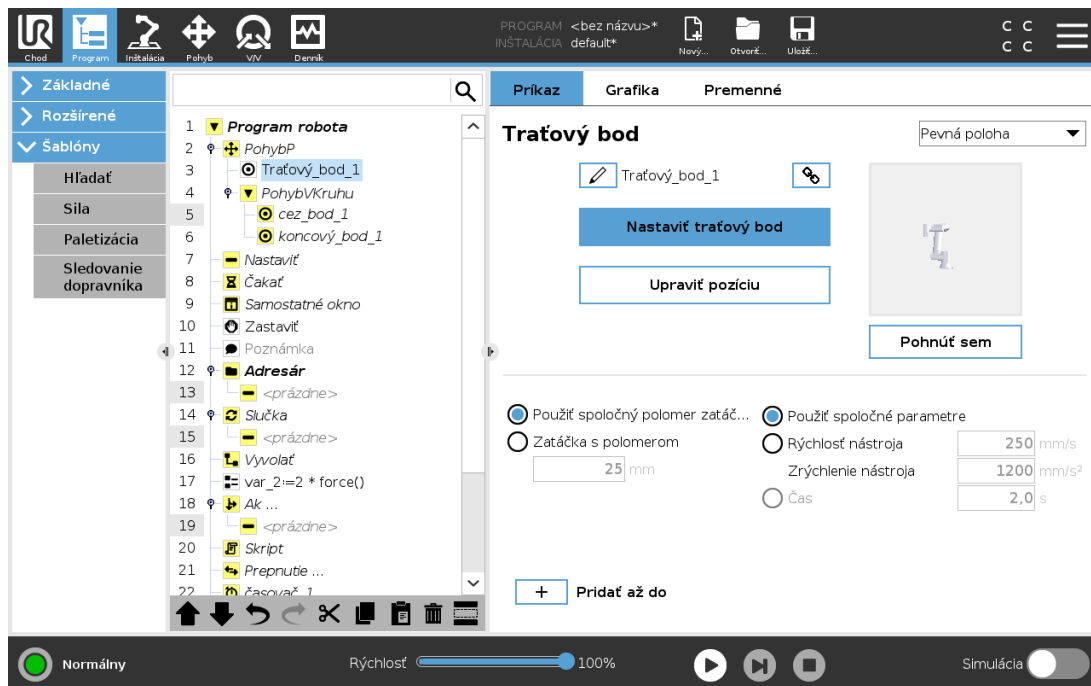 PROGRAM <bez názvu>*
INŠTALÁCIA default*
Chod
Program
Inštalácia
Pohyb
V/V
Dennik
Nový...
Otvoriť...
Uložiť...
C C
C C
Základné
Rozšírené
Šablóny
Hľadať
Sila
Paletizácia
Sledovanie
dopravníka
1 Program robota
2 PohybP
3 Traťový_bod_1
4 PohybVKruhu
5 cez_bod_1
6 koncový_bod_1
7 Nastaviť
8 Čakať
9 Samostatné okno
10 Zastaviť
11 Poznámka
12 Adresár
13 <prázdne>
14 Slučka
15 <prázdne>
16 Vyvolať
17 var_2:=2 * force()
18 Ak ...
19 <prázdne>
20 Skript
21 Prepnutie ...
22 časovač_1
Príkaz
Grafika
Premenné
Traťový bod
Pevná poloha
Traťový_bod_1
Nastaviť traťový bod
Upraviť pozíciu
Pohnúť sem
Použiť spoločný polomer zatáč...
Zatáčka s polomerom
25 mm
Použiť spoločné parametre
Rýchlosť nástroja 250 mm/s
Zrýchlenie nástroja 1200 mm/s²
Čas 2,0 s
+ Pridať až do
Normálny
Rýchlosť
100%
Simulácia